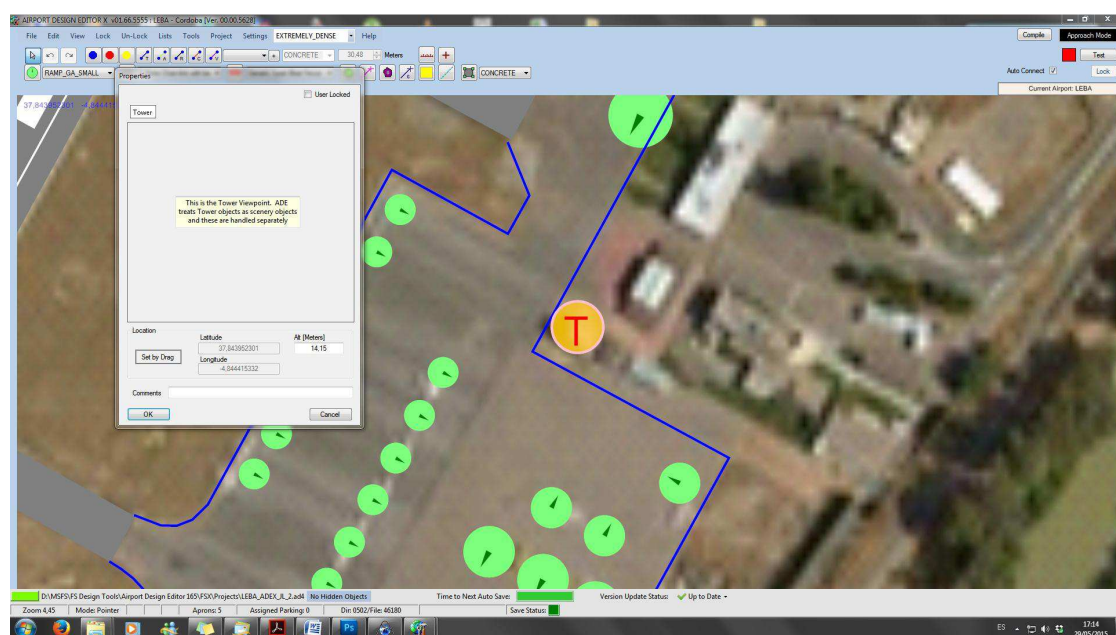 AIRPORT DESIGN EDITOR X v01.66.5555 : LEBA - Cordoba [Ver. 00.00.5628]
File Edit View Lock Un-Lock Lists Tools Project Settings EXTREMELY_DENSE Help
Compile Approach Mode
CONCRETE 30,48 Meters
Test
RAMP_GA_SMALL
CONCRETE
Auto Connect Lock
Current Airport: LEBA
Properties
User Locked
Tower
This is the Tower Viewpoint. ADE
treats Tower objects as scenery objects
and these are handled separately
T
Location
Latitude Alt [Meters]
37,843952301 14,15
Set by Drag
Longitude
-4,844415332
Comments
OK Cancel
D:\MSFS\FS Design Tools\Airport Design Editor 165\FSX\Projects\LEBA_ADEX_JL_2.ad4 No Hidden Objects Time to Next Auto Save: Version Update Status: Up to Date
Zoom 4,45 Mode: Pointer Aprons: 5 Assigned Parking: 0 Dir: 0502/File: 46180 Save Status:
Ps
ES 17:14
29/05/2015